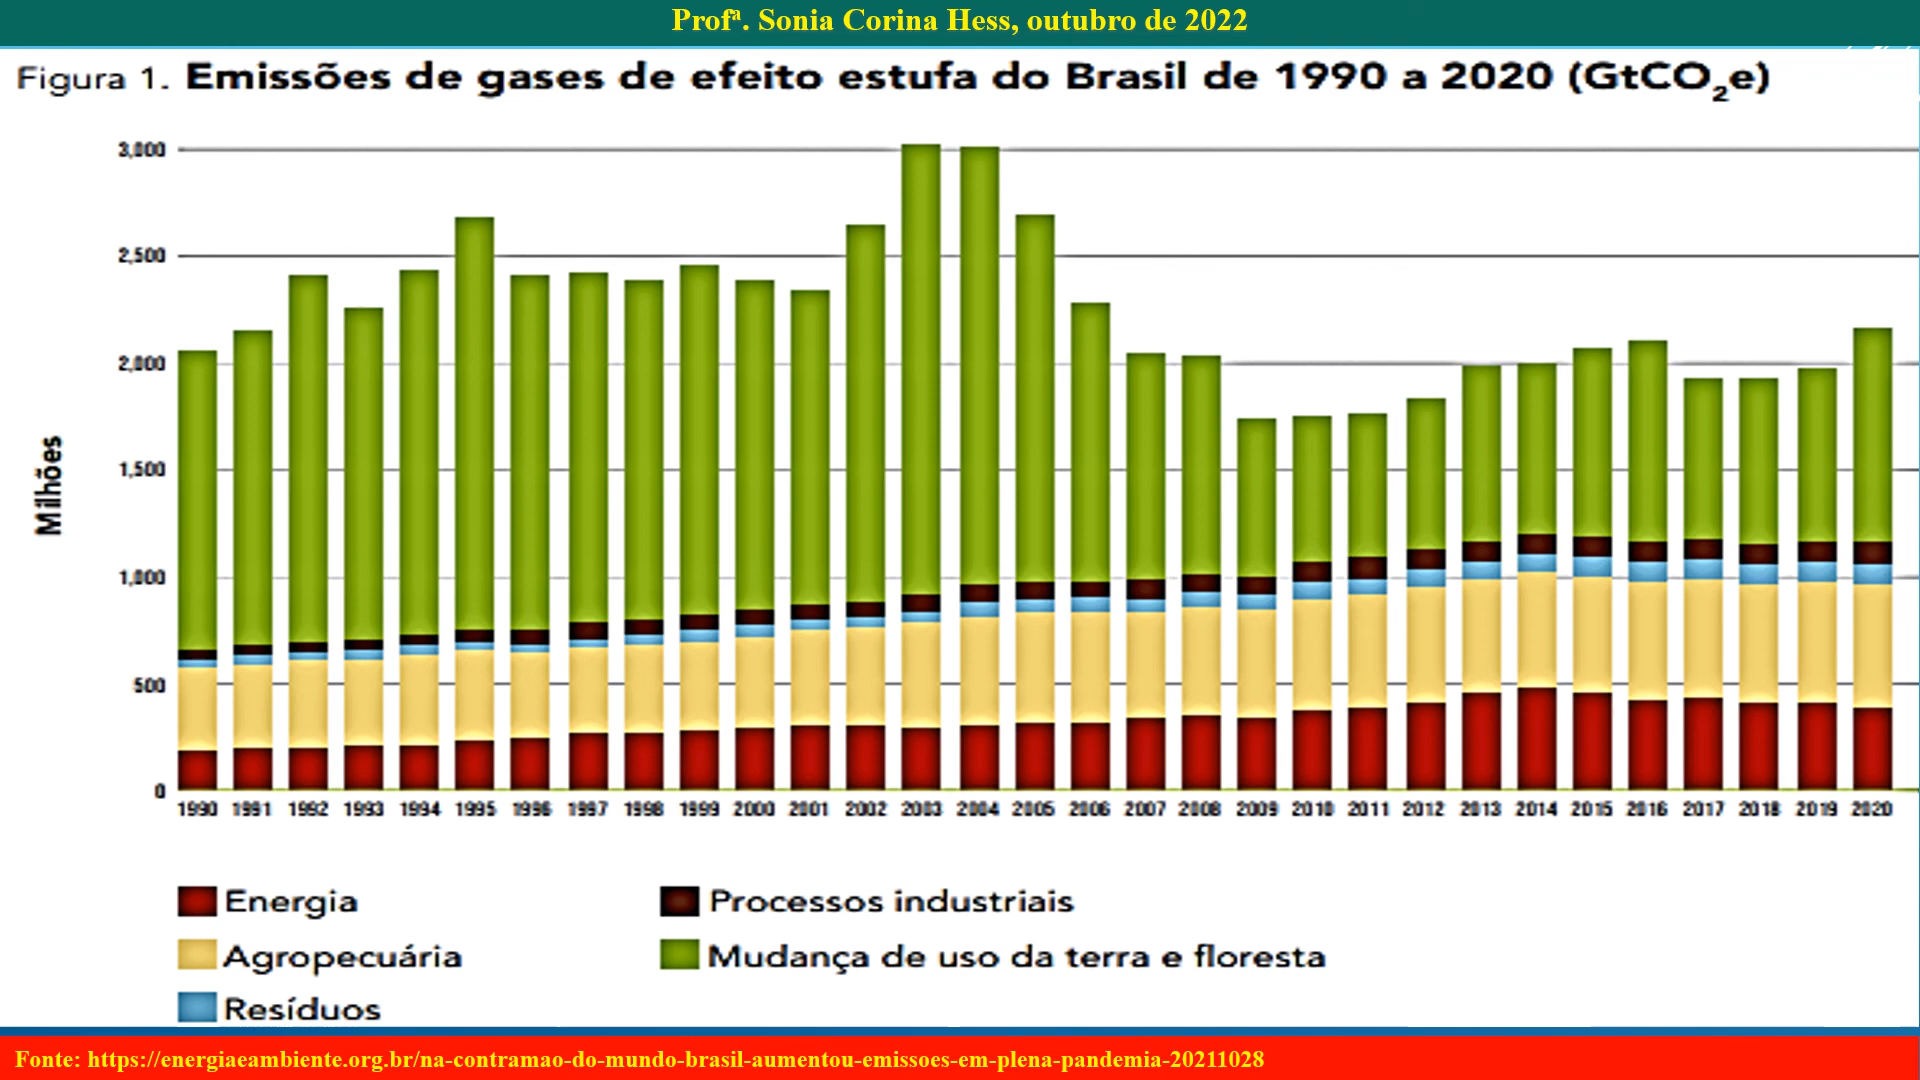 Profª. Sonia Corina Hess, outubro de 2022
Figura 1. Emissões de gases de efeito estufa do Brasil de 1990 a 2020 (GtCO₂e)
3,000
2,500
2,000
1,500
1,000
500
0
Milhões
1990 1991 1992 1993 1994 1995 1996 1997 1998 1999 2000 2001 2002 2003 2004 2005 2006 2007 2008 2009 2010 2011 2012 2013 2014 2015 2016 2017 2018 2019 2020
Energia
Processos industriais
Agropecuária
Mudança de uso da terra e floresta
Resíduos
Fonte: https://energiaeambiente.org.br/na-contramao-do-mundo-brasil-aumentou-emissoes-em-plena-pandemia-20211028